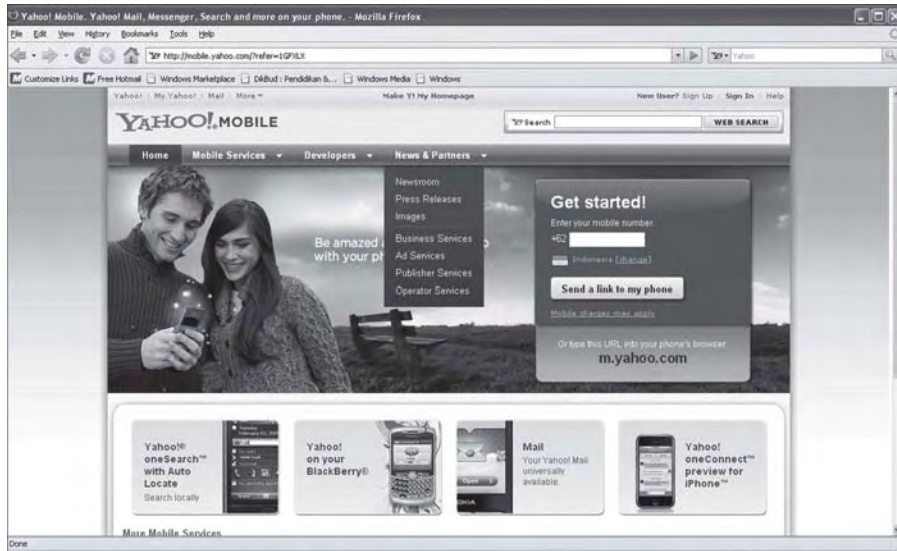 Yahoo! Mobile. Yahoo! Mail, Messenger, Search and more on your phone. - Mozilla Firefox
File Edit View History Bookmarks Tools Help
http://mobile.yahoo.com/?refer=1GFXLX
Yahoo
Customize Links Free Hotmail Windows Marketplace DikBud : Pendidikan &... Windows Media Windows
Yahoo! My Yahoo! Mail More
Make Y! My Homepage
New User? Sign Up Sign In Help
YAHOO! MOBILE
Search WEB SEARCH
Home Mobile Services Developers News & Partners
Newsroom
Press Releases
Images
Business Services
Ad Services
Publisher Services
Operator Services
Be amazed
with your
Get started!
Enter your mobile number
+62
Indonesia [change]
Send a link to my phone
Mobile charges may apply
Or type this URL into your phone's browser:
m.yahoo.com
Yahoo!®
oneSearch™
with Auto
Locate
Search locally
Yahoo!
on your
BlackBerry®
Mail
Your Yahoo! Mail
universally
available.
NOKIA
Yahoo!
oneConnect™
preview for
iPhone™
More Mobile Services
Done